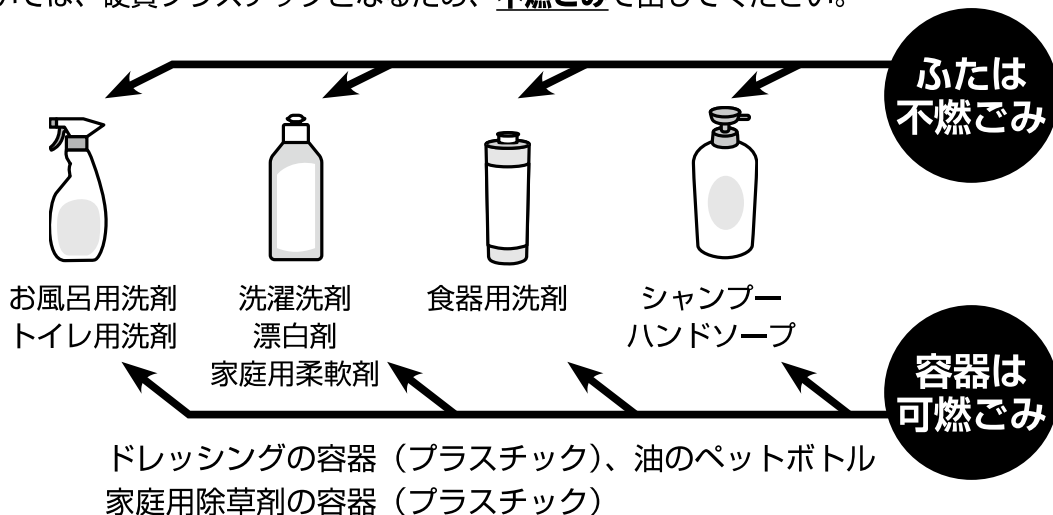 は、硬質プラスチックとなるため、不燃ごみで出してください。
ふたは
不燃ごみ
お風呂用洗剤
トイレ用洗剤
洗濯洗剤
漂白剤
家庭用柔軟剤
食器用洗剤
シャンプー
ハンドソープ
容器は
可燃ごみ
ドレッシングの容器（プラスチック）、油のペットボトル
家庭用除草剤の容器（プラスチック）